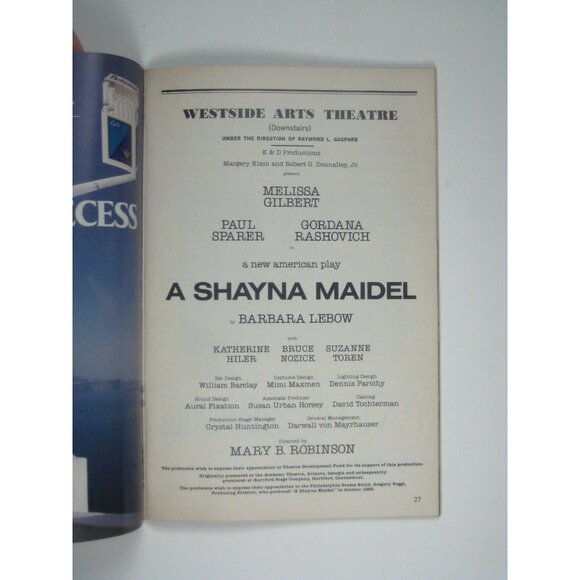 CESS
WESTSIDE ARTS THEATRE
(Downstairs)
UNDER THE DIRECTION OF RAYMOND L. GASPARD
K & D Productions
Margery Klain and Robert G. Donnalley, Jr.
present
MELISSA
GILBERT
PAUL GORDANA
SPARER RASHOVICH
in
a new american play
A SHAYNA MAIDEL
by BARBARA LEBOW
with
KATHERINE BRUCE SUZANNE
HILER NOZICK TOREN
Set Design Costume Design Lighting Design
William Barclay Mimi Maxmen Dennis Parichy
Sound Design Associate Producer Casting
Aural Fixation Susan Urban Horsey David Tochterman
Production Stage Manager General Management
Crystal Huntington Darwall von Mayrhauser
Directed by
MARY B. ROBINSON
The producers wish to express their appreciation to Theatre Development Fund for its support of this production.
Originally presented at the Academy Theatre, Atlanta, Georgia and subsequently
premiered at Hartford Stage Company, Hartford, Connecticut.
The producers wish to express their appreciation to the Philadelphia Drama Guild, Gregory Poggi,
Producing Director, who produced "A Shayna Maidel" in October 1986.
27